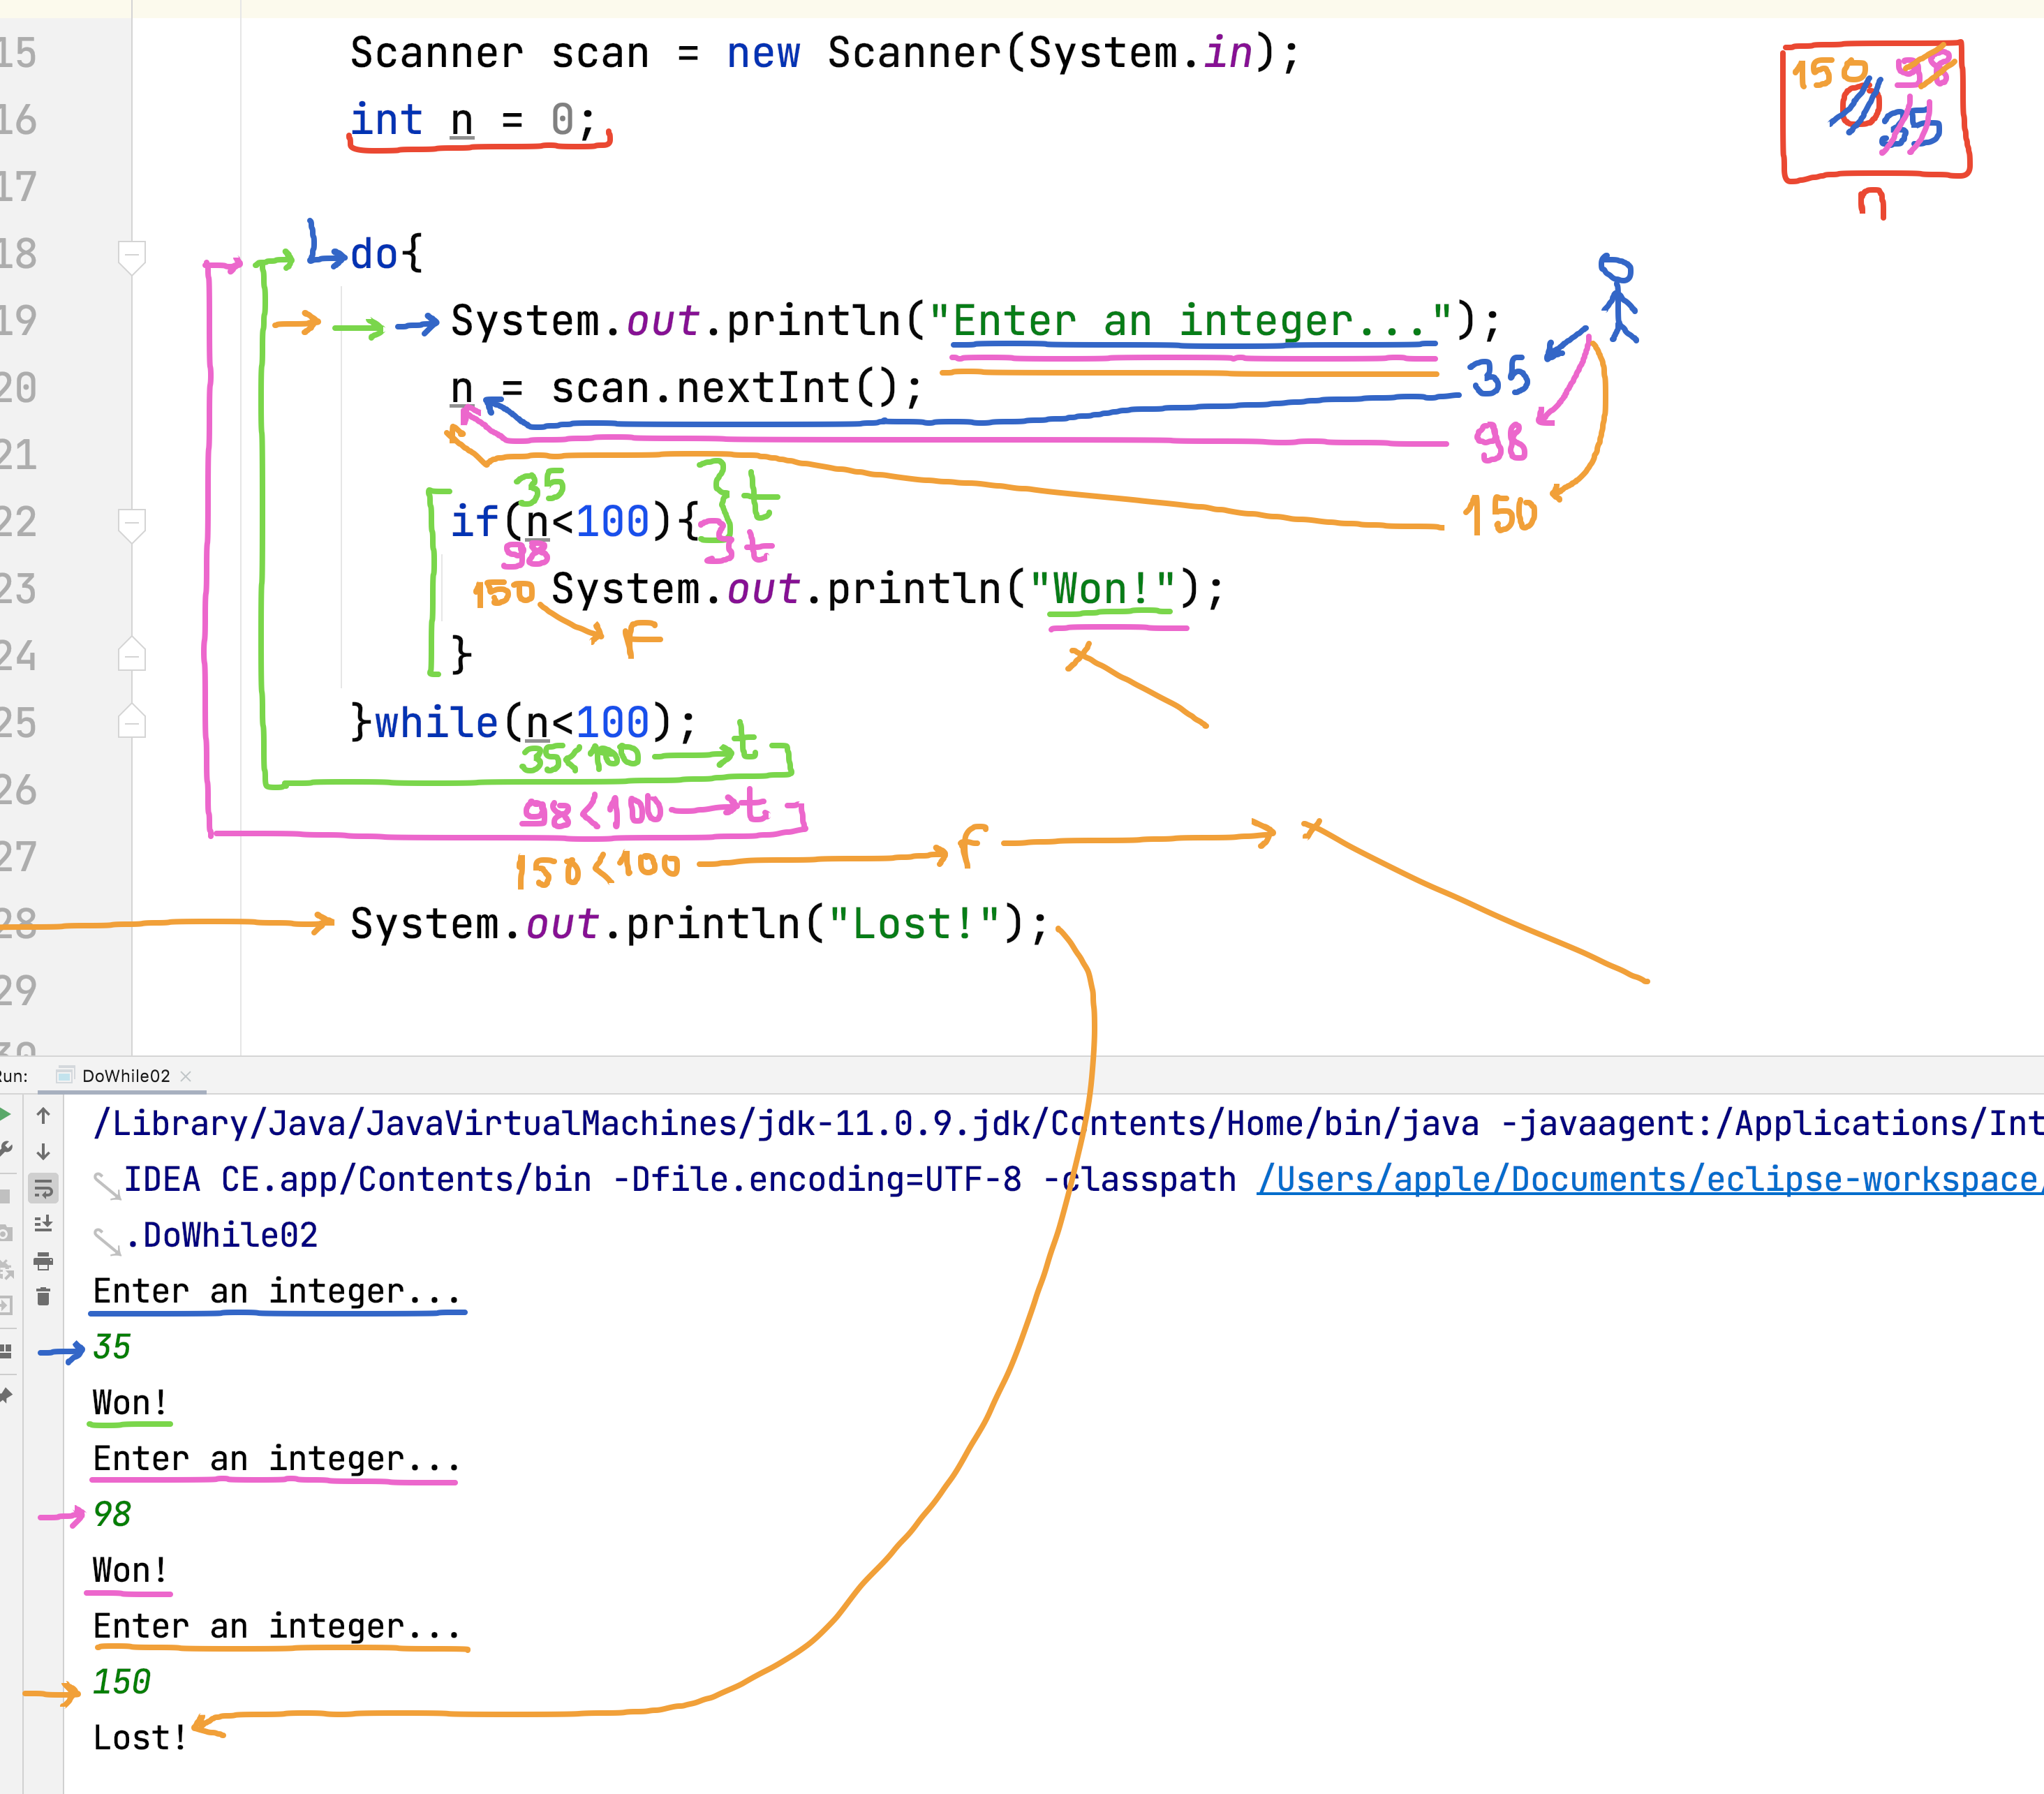 15 Scanner scan = new Scanner(System.in);
16 int n = 0;
150 98
0 35
n
17
18 do{
19 System.out.println("Enter an integer...");
20 n = scan.nextInt(); 35
21 98
35 t
22 if(n<100){ 150
98 t
23 150 System.out.println("Won!");
F
24 }
25 }while(n<100);
35<100 t
26
98<100 t
27
150<100 F
28 System.out.println("Lost!");
29
30
Run: DoWhile02
/Library/Java/JavaVirtualMachines/jdk-11.0.9.jdk/Contents/Home/bin/java -javaagent:/Applications/Int
IDEA CE.app/Contents/bin -Dfile.encoding=UTF-8 -classpath /Users/apple/Documents/eclipse-workspace/
.DoWhile02
Enter an integer...
35
Won!
Enter an integer...
98
Won!
Enter an integer...
150
Lost!